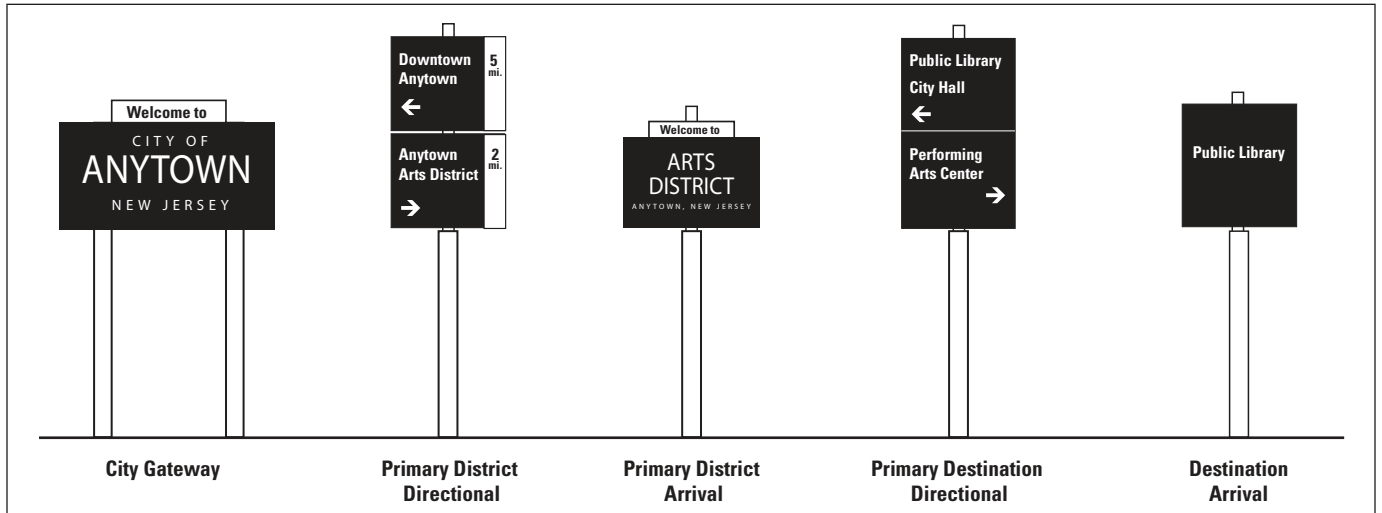 Welcome to
CITY OF
ANYTOWN
NEW JERSEY
City Gateway
Downtown
Anytown
5
mi.
Anytown
Arts District
2
mi.
Primary District
Directional
Welcome to
ARTS
DISTRICT
ANYTOWN, NEW JERSEY
Primary District
Arrival
Public Library
City Hall
Performing
Arts Center
Primary Destination
Directional
Public Library
Destination
Arrival